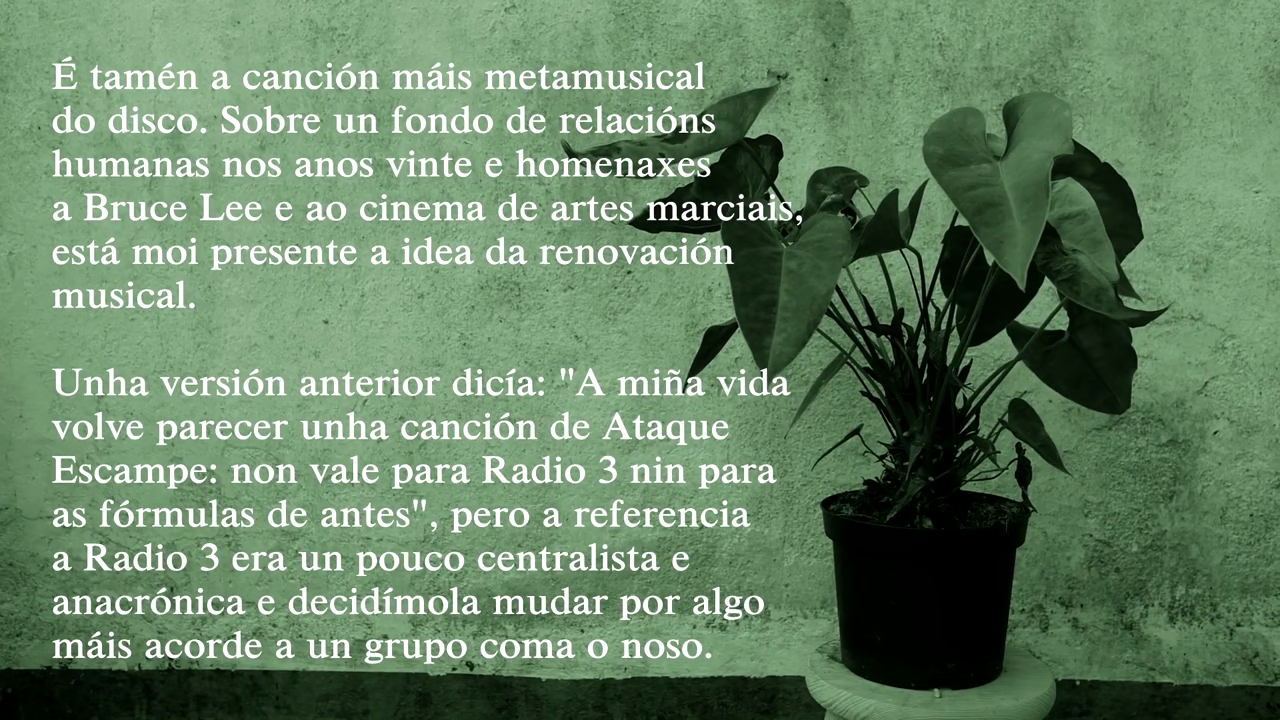 É tamén a canción máis metamusical
do disco. Sobre un fondo de relacións
humanas nos anos vinte e homenaxes
a Bruce Lee e ao cinema de artes marciais,
está moi presente a idea da renovación
musical.
Unha versión anterior dicía: "A miña vida
volve parecer unha canción de Ataque
Escampe: non vale para Radio 3 nin para
as fórmulas de antes", pero a referencia
a Radio 3 era un pouco centralista e
anacrónica e decidímola mudar por algo
máis acorde a un grupo coma o noso.